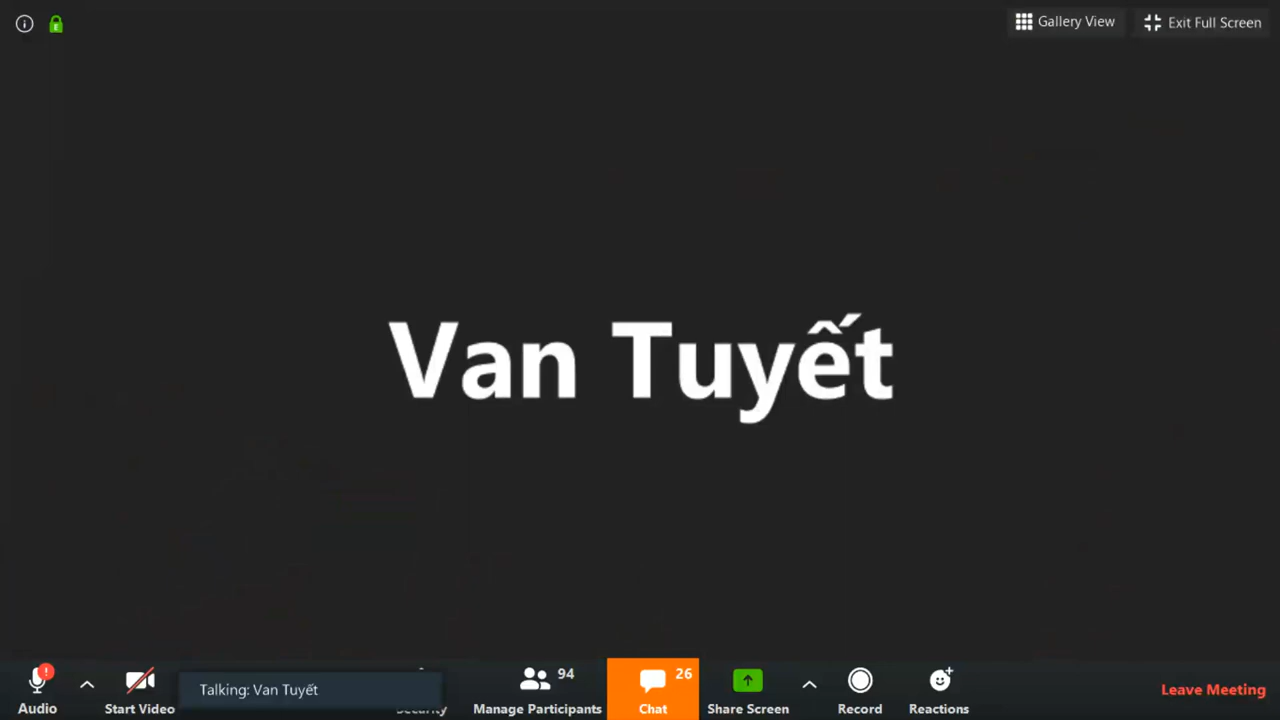 Gallery View
Exit Full Screen
Van Tuyết
94
26
Talking: Van Tuyết
Audio
Start Video
Security
Manage Participants
Chat
Share Screen
Record
Reactions
Leave Meeting